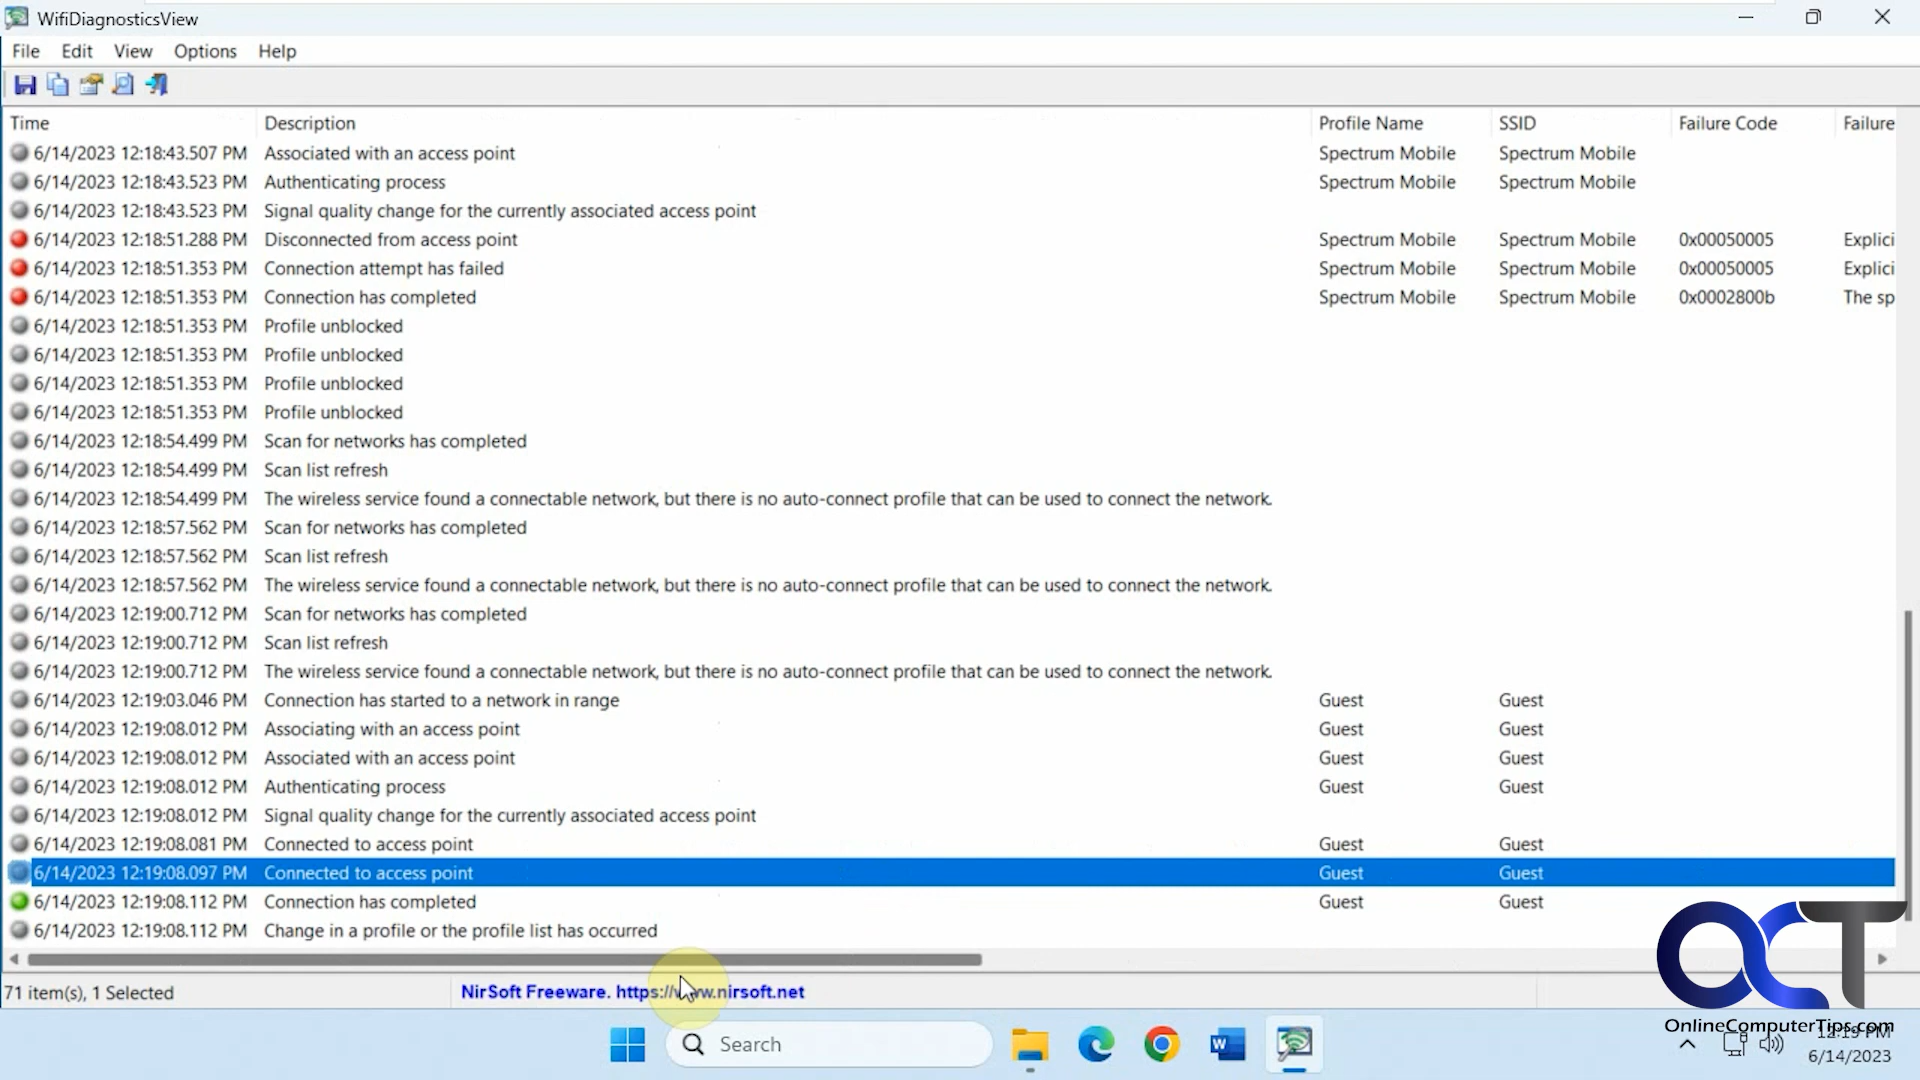 WifiDiagnosticsView
File Edit View Options Help
Time Description Profile Name SSID Failure Code Failure
6/14/2023 12:18:43.507 PM Associated with an access point Spectrum Mobile Spectrum Mobile
6/14/2023 12:18:43.523 PM Authenticating process Spectrum Mobile Spectrum Mobile
6/14/2023 12:18:43.523 PM Signal quality change for the currently associated access point
6/14/2023 12:18:51.288 PM Disconnected from access point Spectrum Mobile Spectrum Mobile 0x00050005 Explici
6/14/2023 12:18:51.353 PM Connection attempt has failed Spectrum Mobile Spectrum Mobile 0x00050005 Explici
6/14/2023 12:18:51.353 PM Connection has completed Spectrum Mobile Spectrum Mobile 0x0002800b The sp
6/14/2023 12:18:51.353 PM Profile unblocked
6/14/2023 12:18:51.353 PM Profile unblocked
6/14/2023 12:18:51.353 PM Profile unblocked
6/14/2023 12:18:51.353 PM Profile unblocked
6/14/2023 12:18:54.499 PM Scan for networks has completed
6/14/2023 12:18:54.499 PM Scan list refresh
6/14/2023 12:18:54.499 PM The wireless service found a connectable network, but there is no auto-connect profile that can be used to connect the network.
6/14/2023 12:18:57.562 PM Scan for networks has completed
6/14/2023 12:18:57.562 PM Scan list refresh
6/14/2023 12:18:57.562 PM The wireless service found a connectable network, but there is no auto-connect profile that can be used to connect the network.
6/14/2023 12:19:00.712 PM Scan for networks has completed
6/14/2023 12:19:00.712 PM Scan list refresh
6/14/2023 12:19:00.712 PM The wireless service found a connectable network, but there is no auto-connect profile that can be used to connect the network.
6/14/2023 12:19:03.046 PM Connection has started to a network in range Guest Guest
6/14/2023 12:19:08.012 PM Associating with an access point Guest Guest
6/14/2023 12:19:08.012 PM Associated with an access point Guest Guest
6/14/2023 12:19:08.012 PM Authenticating process Guest Guest
6/14/2023 12:19:08.012 PM Signal quality change for the currently associated access point
6/14/2023 12:19:08.081 PM Connected to access point Guest Guest
6/14/2023 12:19:08.097 PM Connected to access point Guest Guest
6/14/2023 12:19:08.112 PM Connection has completed Guest Guest
6/14/2023 12:19:08.112 PM Change in a profile or the profile list has occurred
71 item(s), 1 Selected NirSoft Freeware. https://www.nirsoft.net
OCT
OnlineComputerTips.com
Search
12:19 PM
6/14/2023